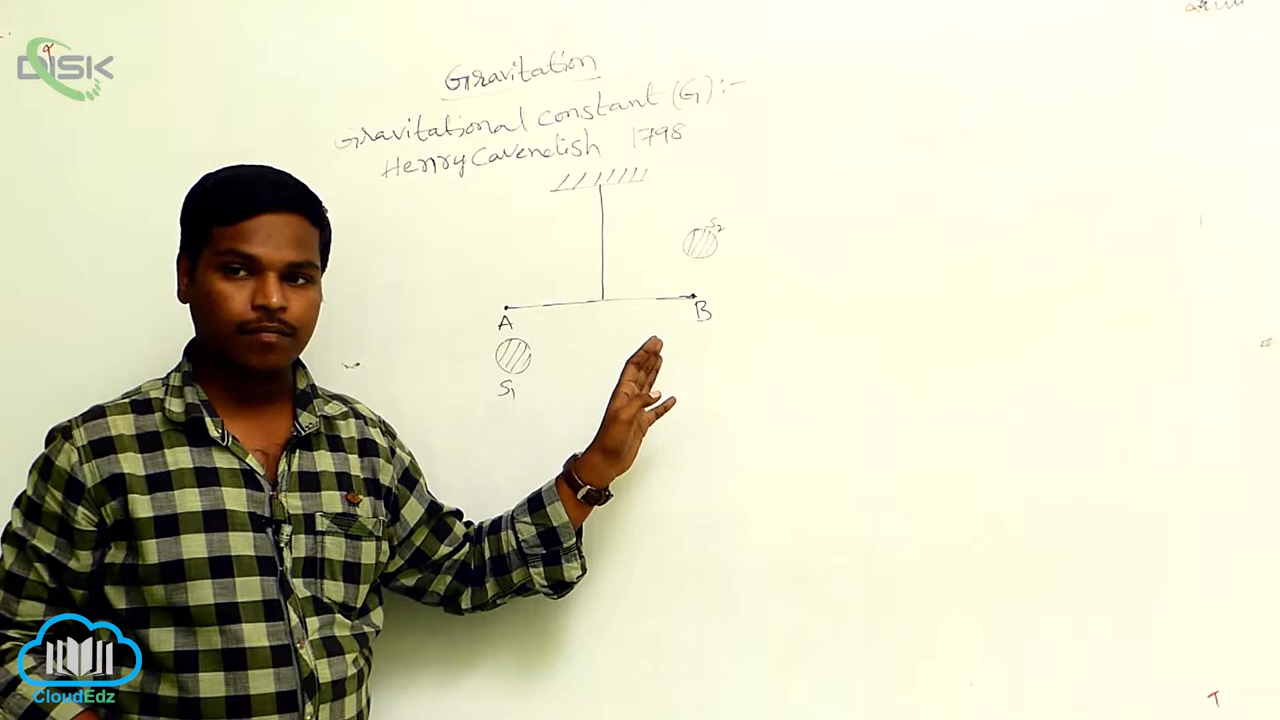 DISK
Gravitation
Gravitational constant (G):-
Henry Cavendish 1798
S2
A
B
S1
T
CloudEdz